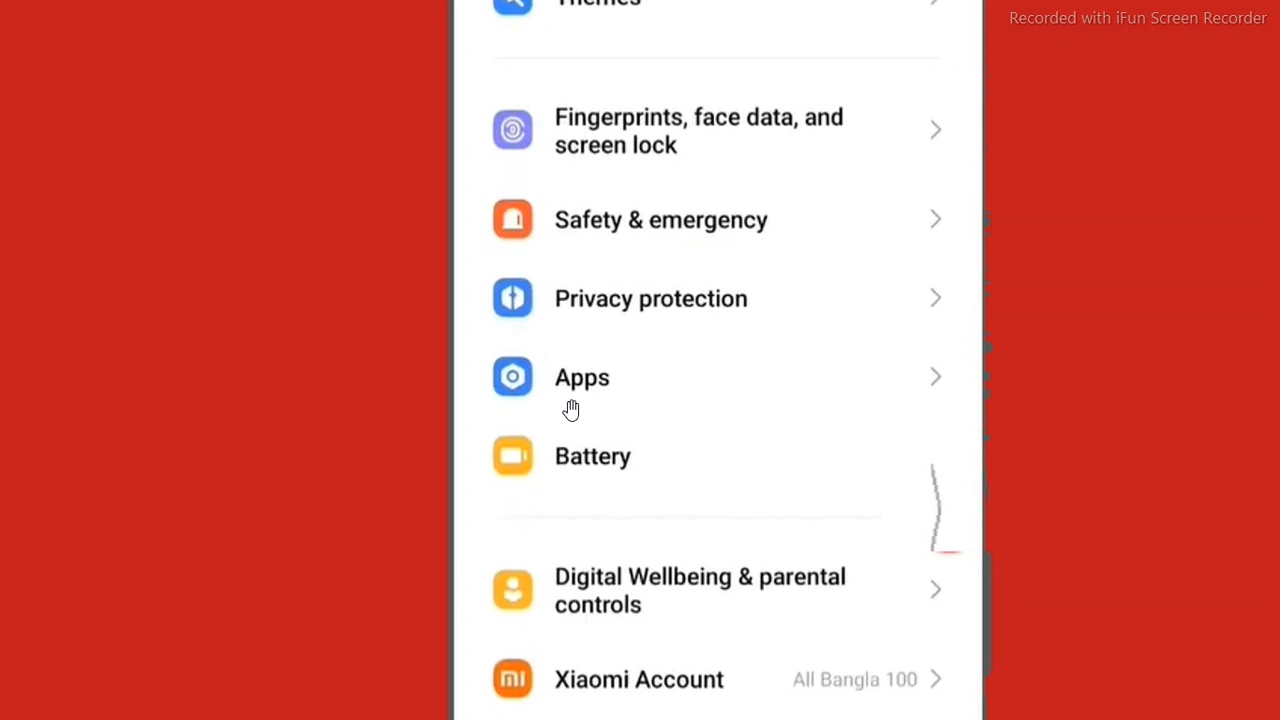 Recorded with iFun Screen Recorder
Themes
Fingerprints, face data, and
screen lock
Safety & emergency
Privacy protection
Apps
Battery
Digital Wellbeing & parental
controls
Xiaomi Account All Bangla 100